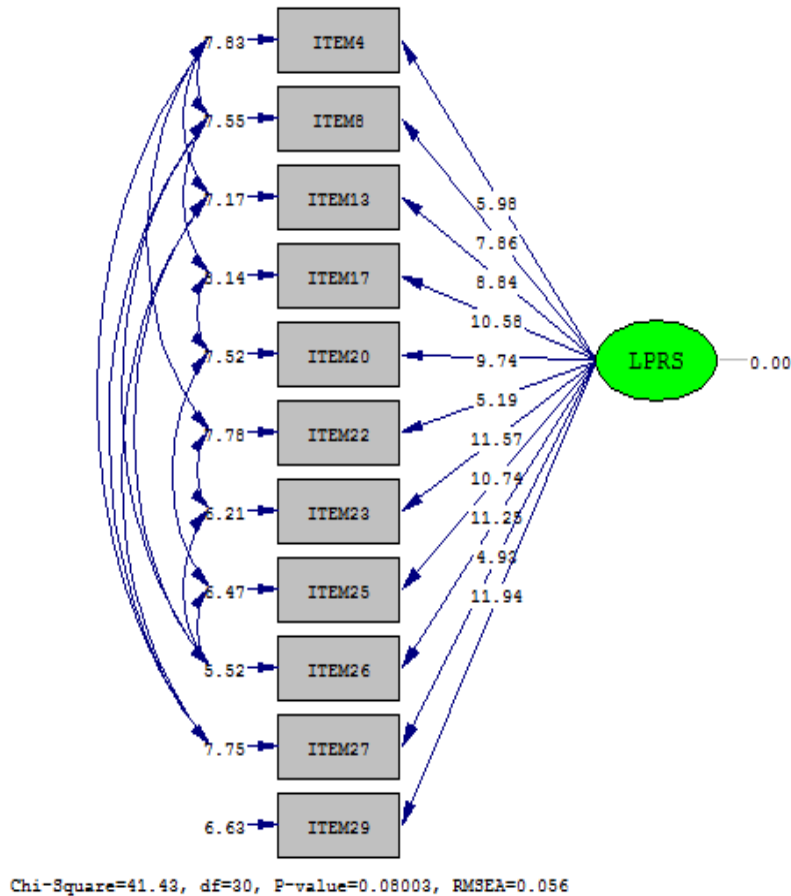 7.83 ITEM4
7.55 ITEM8
7.17 ITEM13
5.98
7.86
ITEM17
8.84
10.58
7.52 ITEM20
9.74
LPRS
0.00
5.19
7.78 ITEM22
11.57
10.74
ITEM23
11.25
4.93
ITEM25
11.94
5.52 ITEM26
7.75 ITEM27
6.63 ITEM29
Chi-Square=41.43, df=30, P-value=0.08003, RMSEA=0.056